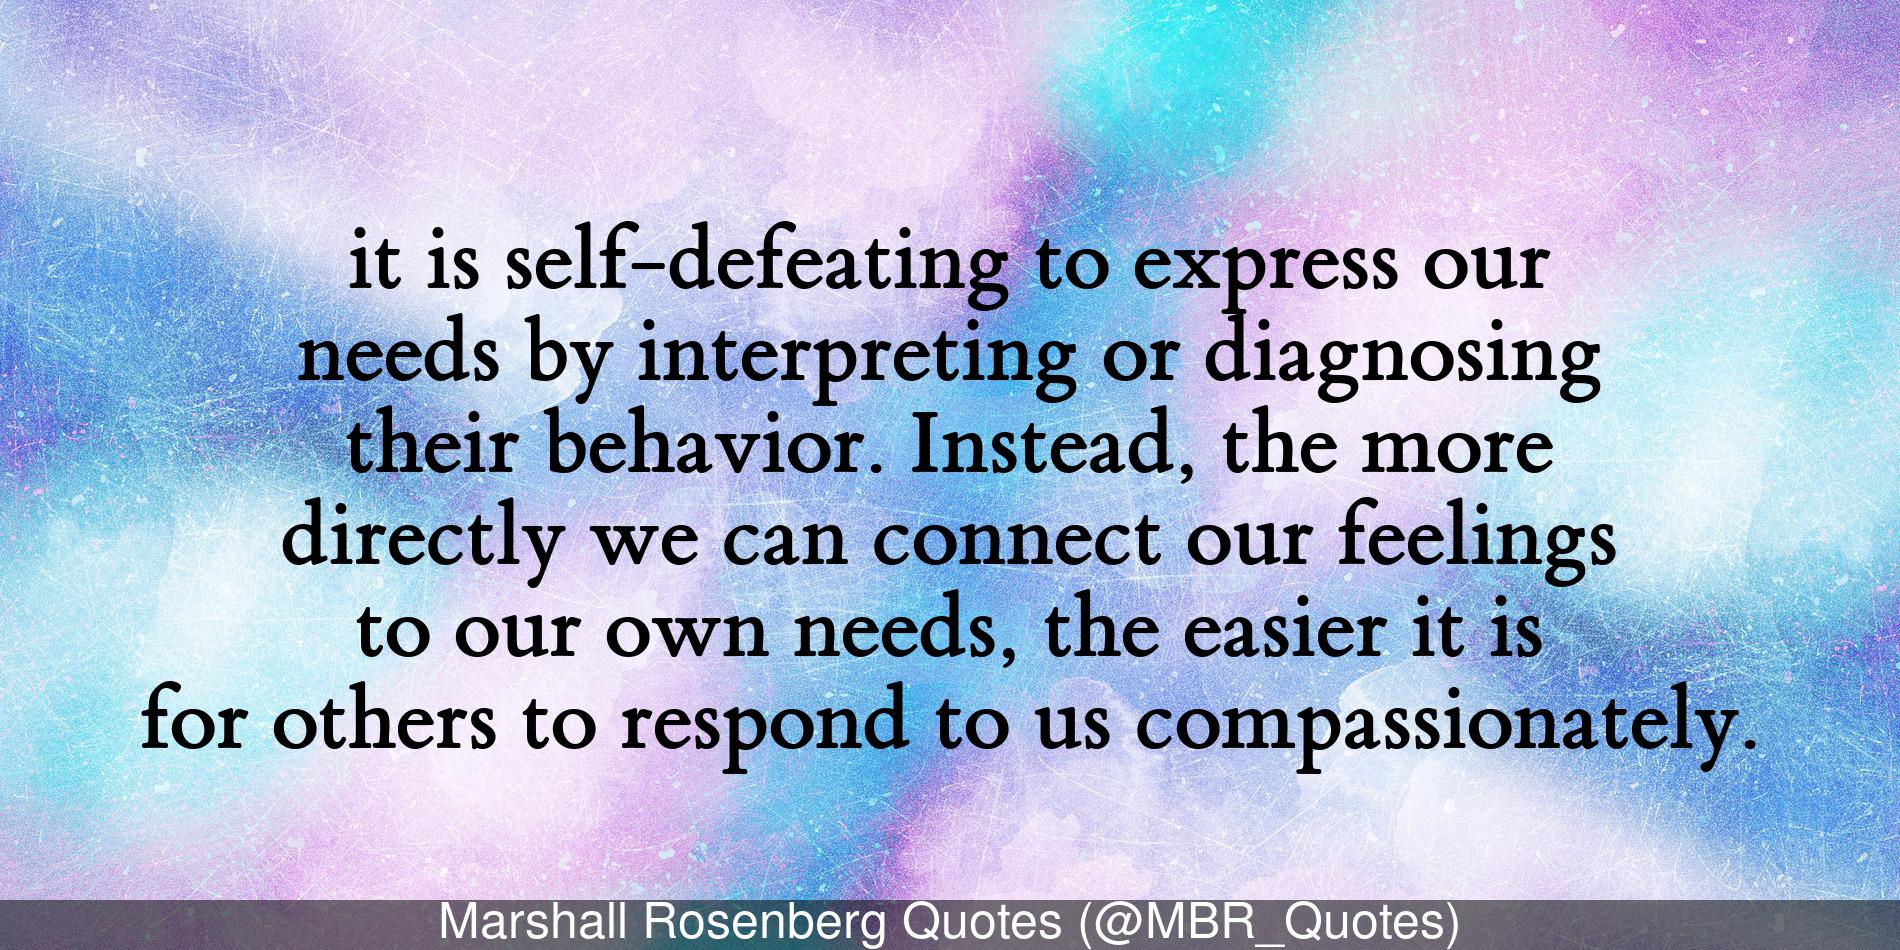 it is self-defeating to express our
needs by interpreting or diagnosing
their behavior. Instead, the more
directly we can connect our feelings
to our own needs, the easier it is
for others to respond to us compassionately.
Marshall Rosenberg Quotes (@MBR_Quotes)